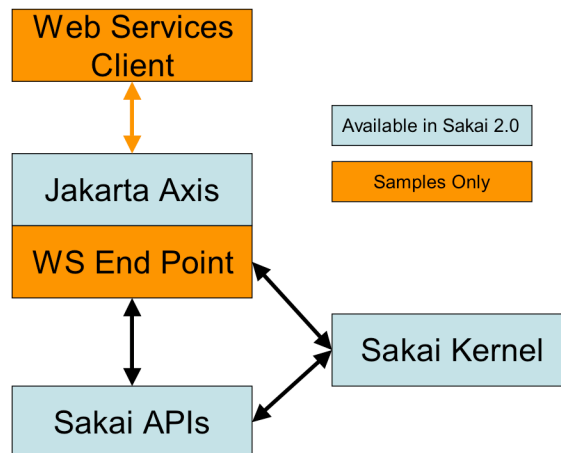 Web Services
Client
Available in Sakai 2.0
Jakarta Axis
Samples Only
WS End Point
Sakai Kernel
Sakai APIs